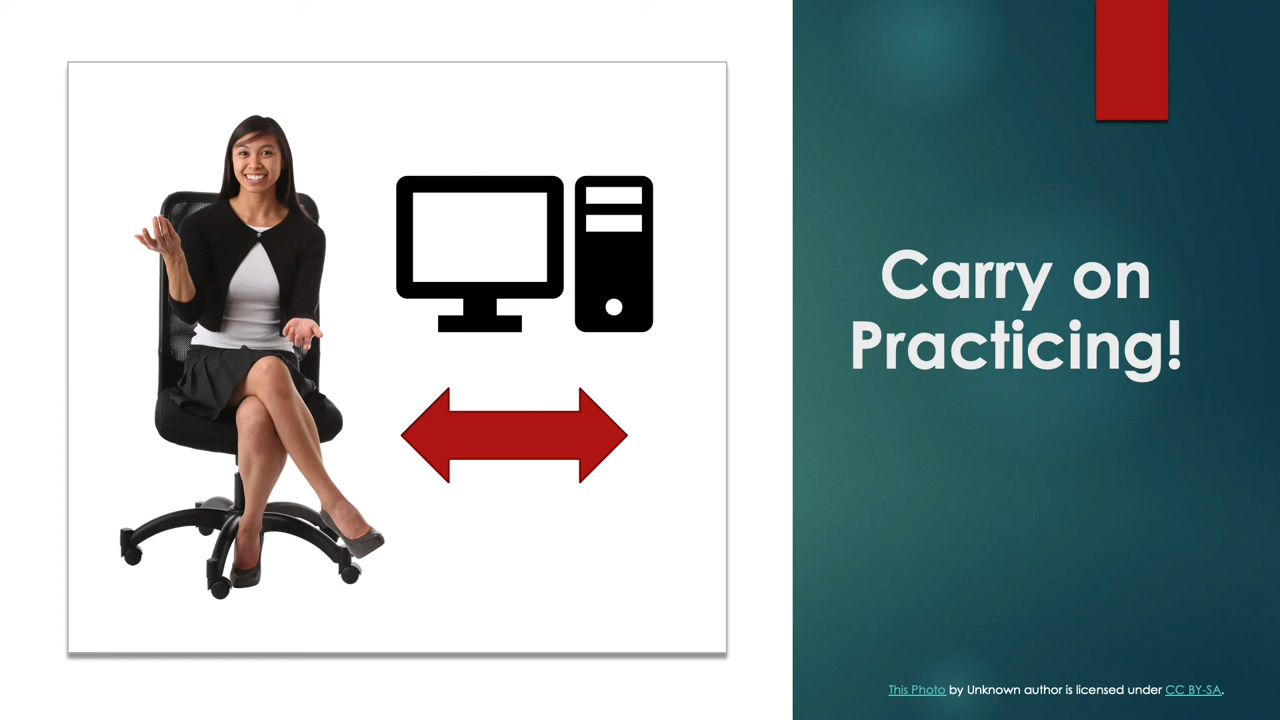 Carry on
Practicing!
This Photo by Unknown author is licensed under CC BY-SA.